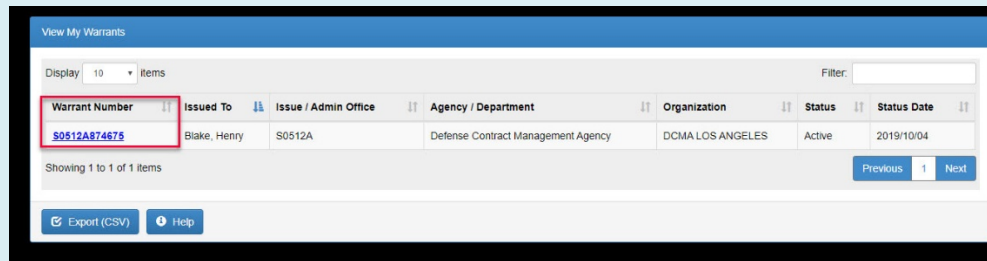 View My Warrants
Display 10 items Filter:
Warrant Number Issued To Issue / Admin Office Agency / Department Organization Status Status Date
S0512A874675 Blake, Henry S0512A Defense Contract Management Agency DCMA LOS ANGELES Active 2019/10/04
Showing 1 to 1 of 1 items Previous 1 Next
Export (CSV) Help